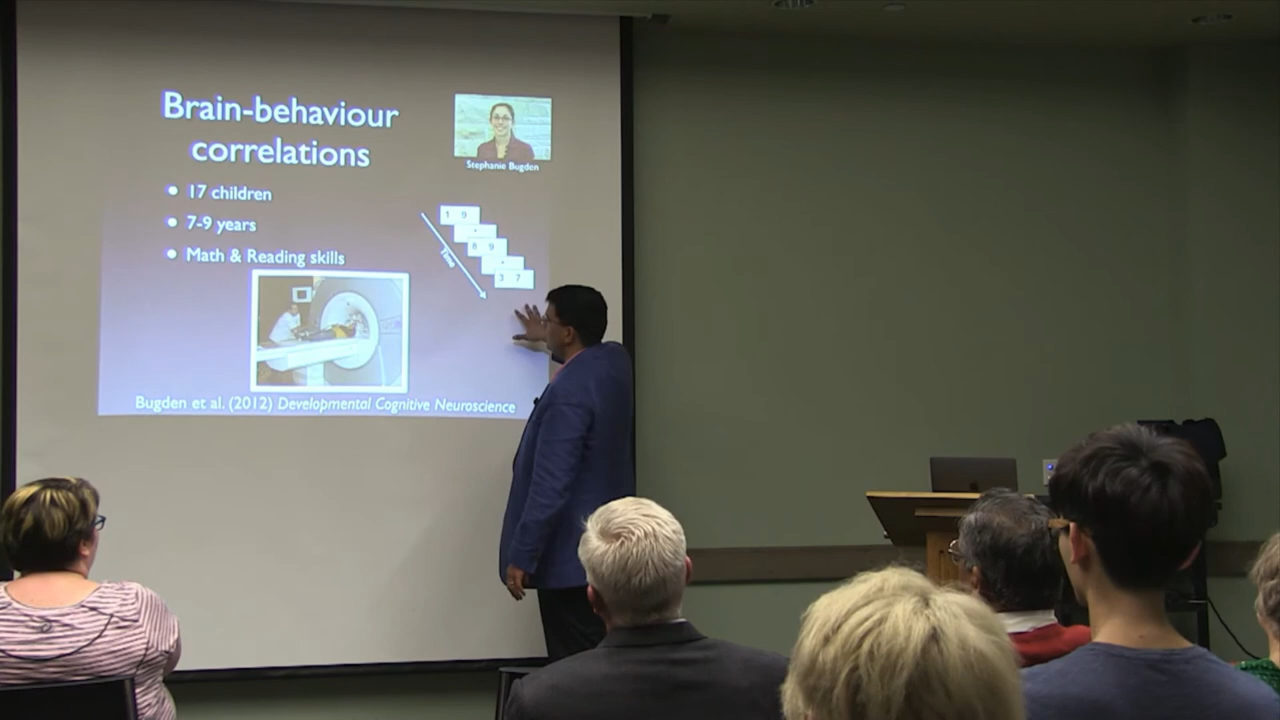 Brain-behaviour
correlations
Stephanie Bugden
• 17 children
• 7-9 years
• Math & Reading skills
1 9
8 9
3 7
Time
Bugden et al. (2012) Developmental Cognitive Neuroscience